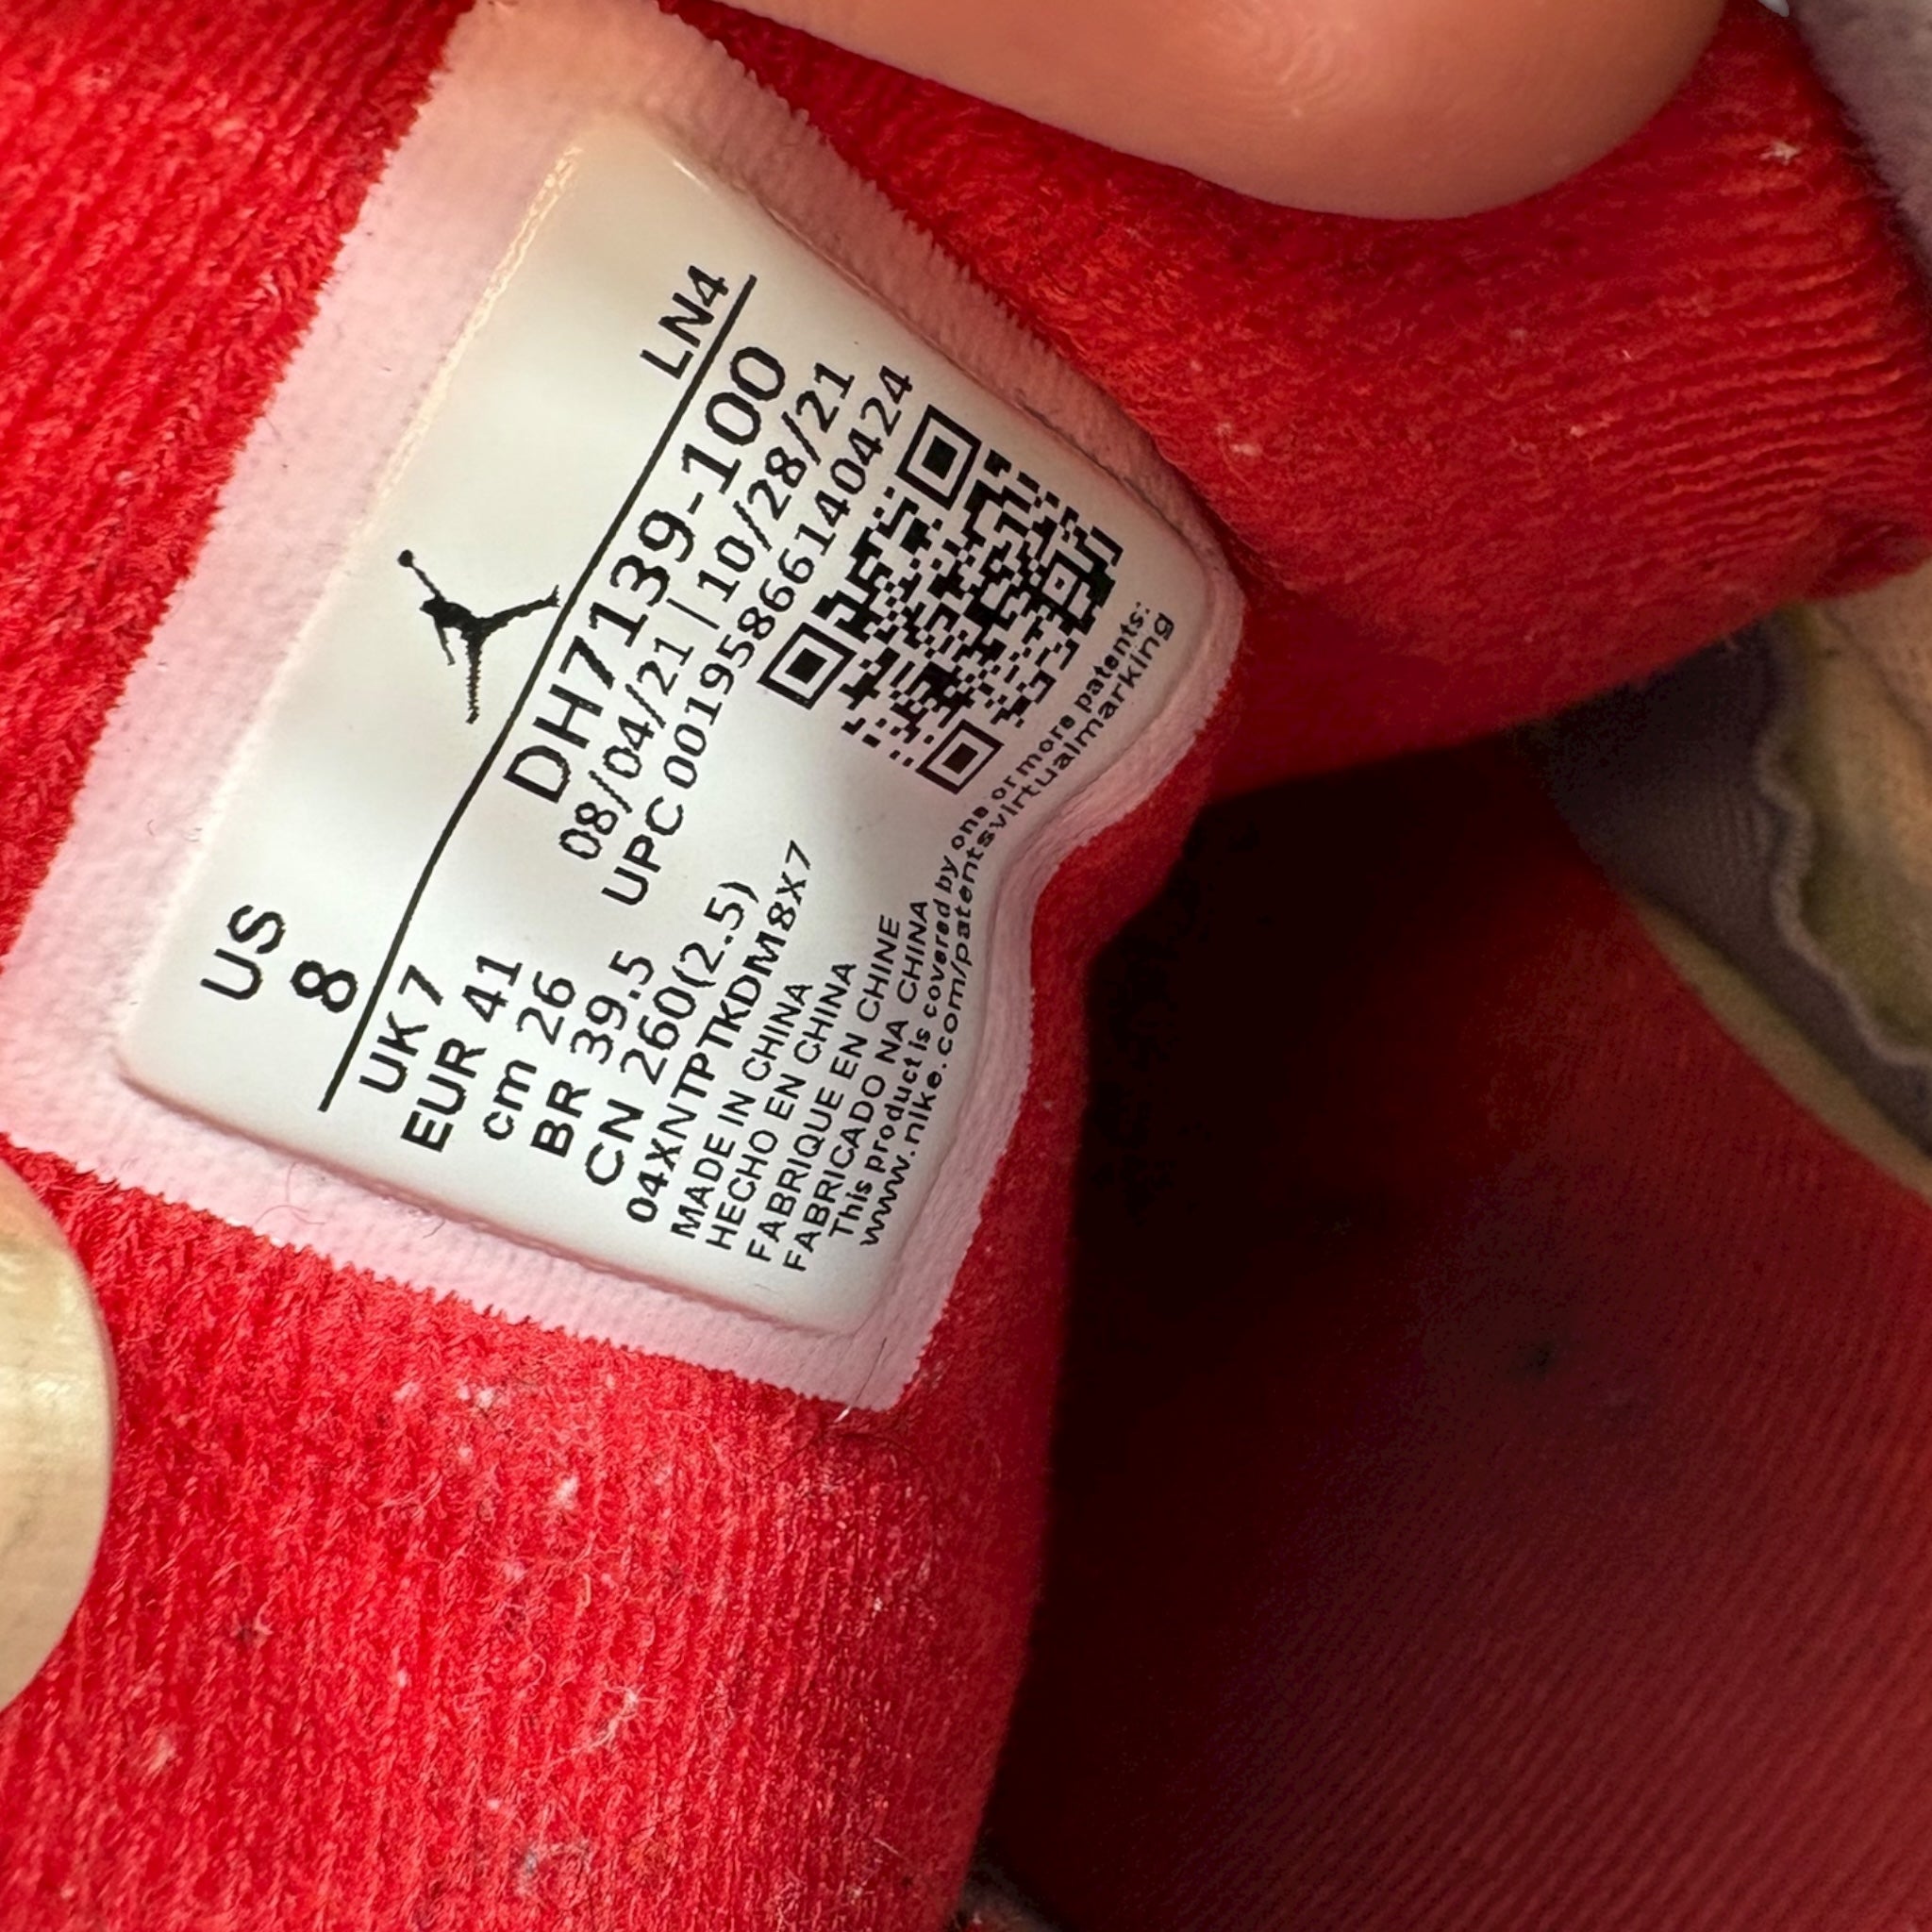 US
8
LN4
UK 7
EUR 41
cm 26
BR 39.5
CN 260(2.5)
DH7139-100
08/04/21 | 10/28/21
UPC 00195866140424
04XNTPTKDM8X7
MADE IN CHINA
HECHO EN CHINA
FABRIQUE EN CHINE
FABRICADO NA CHINA
This product is covered by one or more patents:
www.nike.com/patentsvirtualmarking